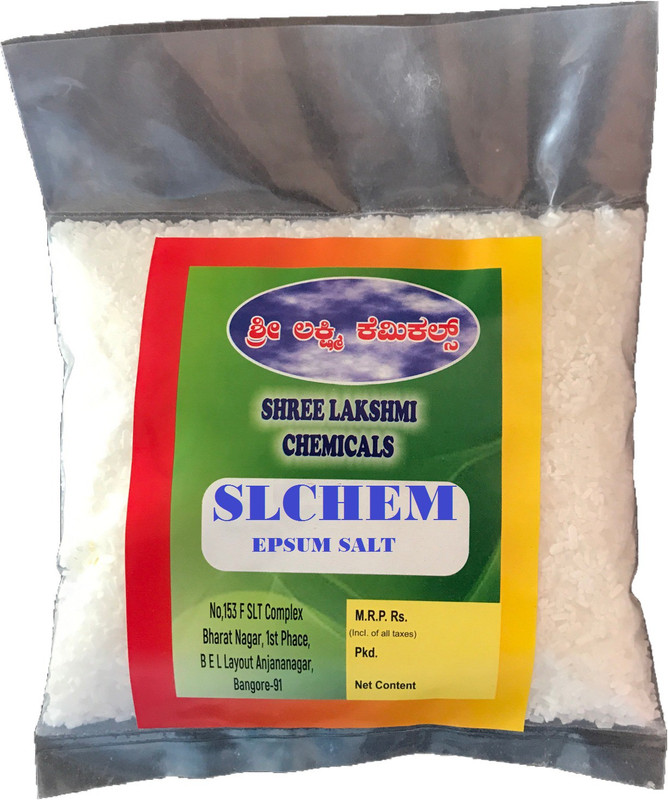 ಶ್ರೀ ಲಕ್ಷ್ಮಿ ಕೆಮಿಕಲ್ಸ್
SHREE LAKSHMI
CHEMICALS
SLCHEM
EPSUM SALT
No,153 F SLT Complex
Bharat Nagar, 1st Phace,
B E L Layout Anjananagar,
Bangore-91
M.R.P. Rs.
(Incl. of all taxes)
Pkd.
Net Content